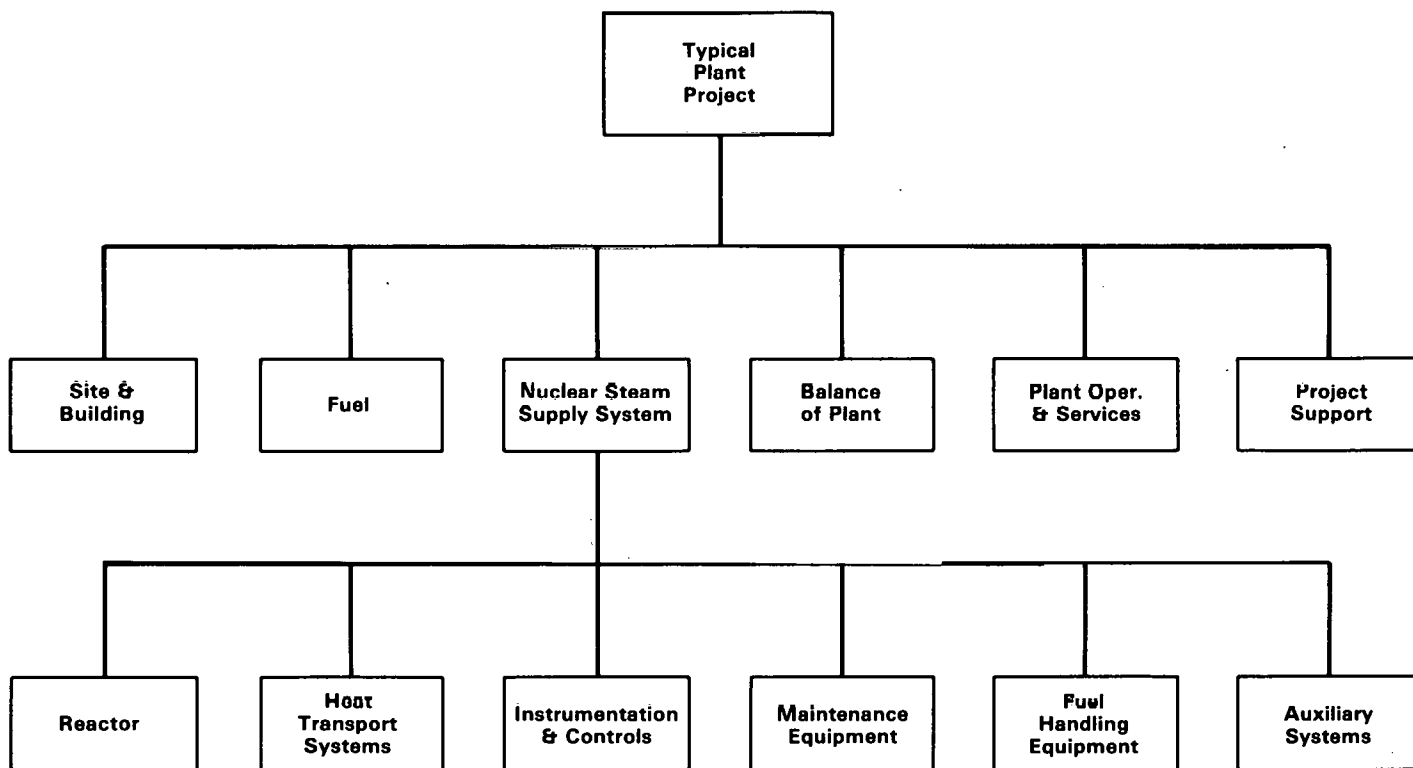 Typical
Plant
Project
Site &
Building
Fuel
Nuclear Steam
Supply System
Balance
of Plant
Plant Oper.
& Services
Project
Support
Reactor
Heat
Transport
Systems
Instrumentation
& Controls
Maintenance
Equipment
Fuel
Handling
Equipment
Auxiliary
Systems